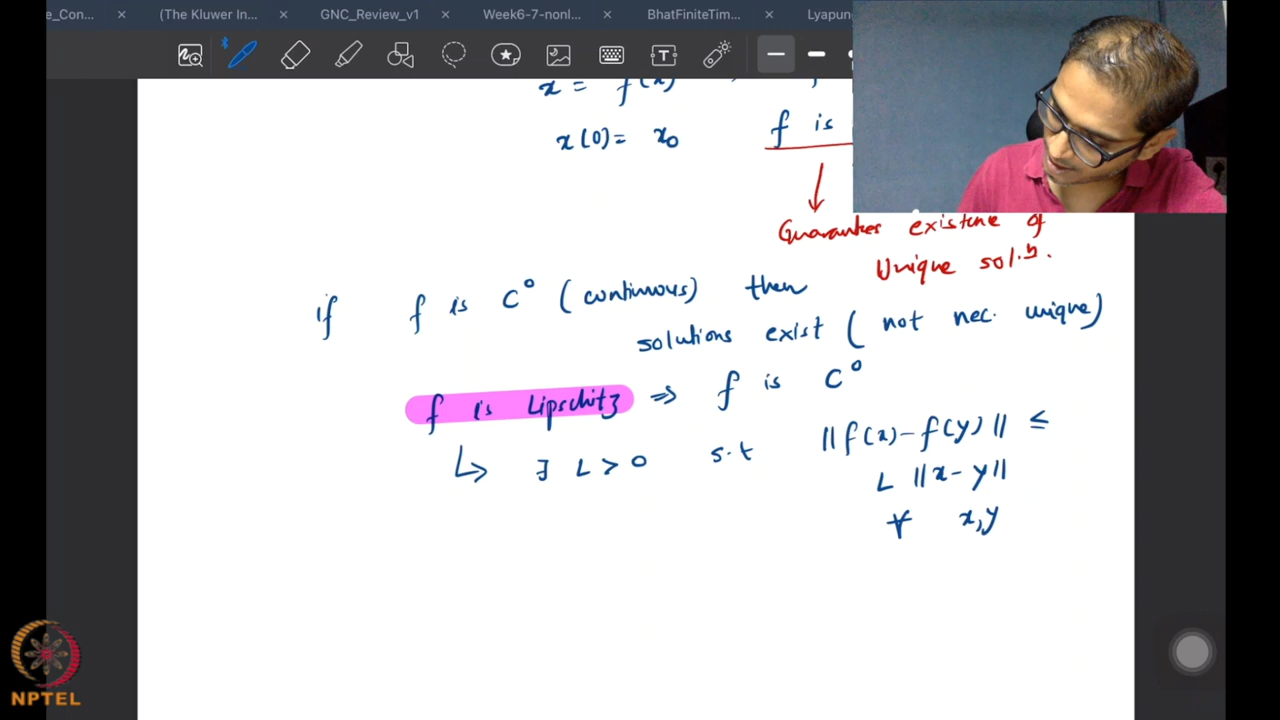 e_Con... × (The Kluwer In... × GNC_Review_v1 × Week6-7-nonl... × BhatFiniteTim... × Lyapun
x = f(x) ,
x(0) = x₀ f is
Guarantees existence of
Unique sol.ⁿ.
if f is C⁰ (continuous) then
solutions exist ( not nec. unique)
f is Lipschitz ⇒ f is C⁰
↳ ∃ L > 0 s.t ||f(x) – f(y)|| ≤
L ||x – y||
∀ x,y
NPTEL